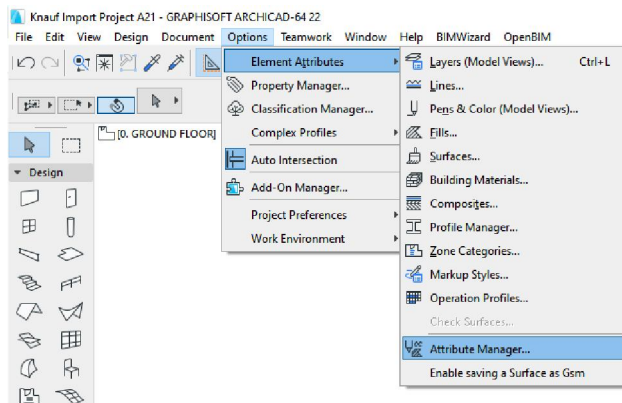 Knauf Import Project A21 - GRAPHISOFT ARCHICAD-64 22
File Edit View Design Document Options Teamwork Window Help BIMWizard OpenBIM
[0. GROUND FLOOR]
Design
Element Attributes
Property Manager...
Classification Manager...
Complex Profiles
Auto Intersection
Add-On Manager...
Project Preferences
Work Environment
Layers (Model Views)... Ctrl+L
Lines...
Pens & Color (Model Views)...
Fills...
Surfaces...
Building Materials...
Composites...
Profile Manager...
Zone Categories...
Markup Styles...
Operation Profiles...
Check Surfaces...
Attribute Manager...
Enable saving a Surface as Gsm